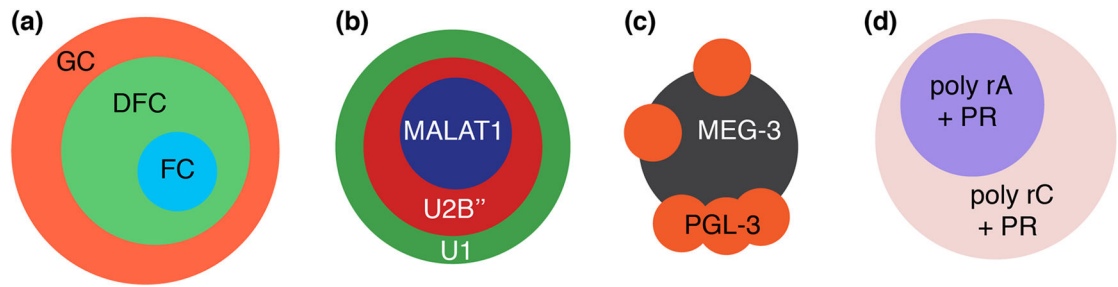 (a)
GC
DFC
FC
(b)
MALAT1
U2B”
U1
(c)
MEG-3
PGL-3
(d)
poly rA
+ PR
poly rC
+ PR